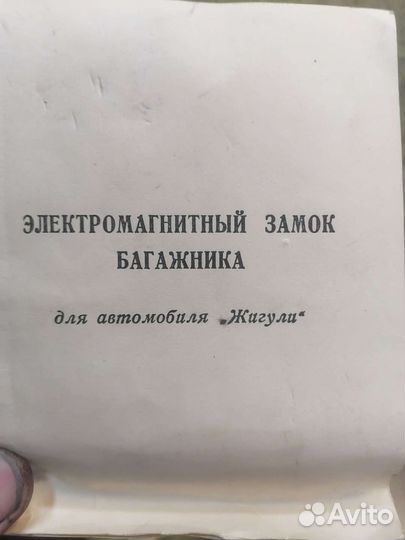 ЭЛЕКТРОМАГНИТНЫЙ ЗАМОК
БАГАЖНИКА
для автомобиля „Жигули“
Avito